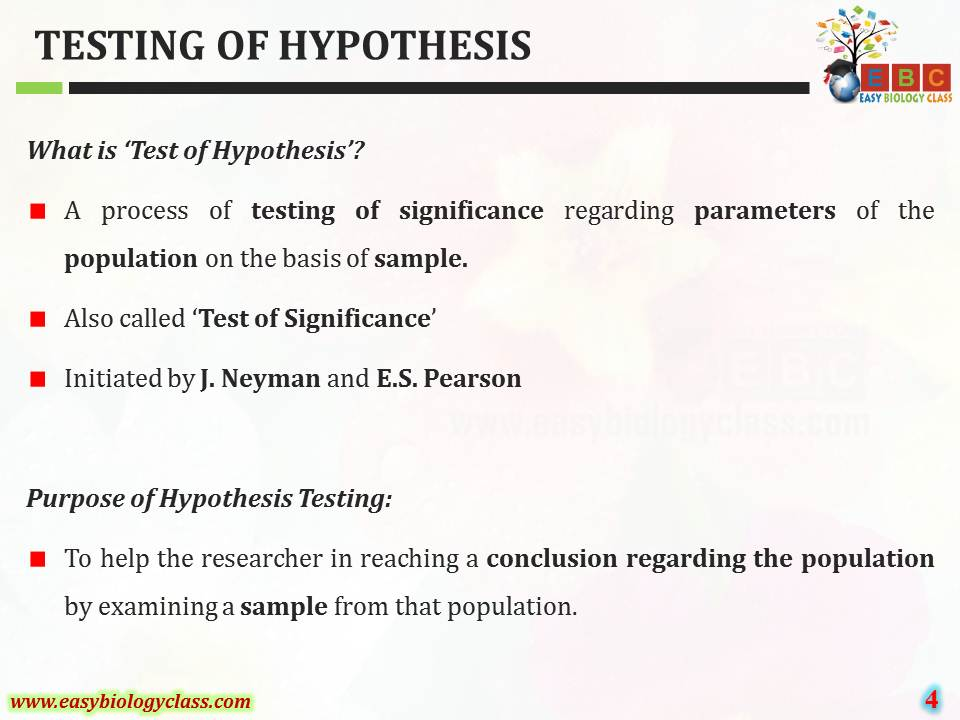 TESTING OF HYPOTHESIS
E B C
EASY BIOLOGY CLASS
What is ‘Test of Hypothesis’?
A process of testing of significance regarding parameters of the
population on the basis of sample.
Also called ‘Test of Significance’
Initiated by J. Neyman and E.S. Pearson
EBC
www.easybiologyclass.com
Purpose of Hypothesis Testing:
To help the researcher in reaching a conclusion regarding the population
by examining a sample from that population.
www.easybiologyclass.com
4